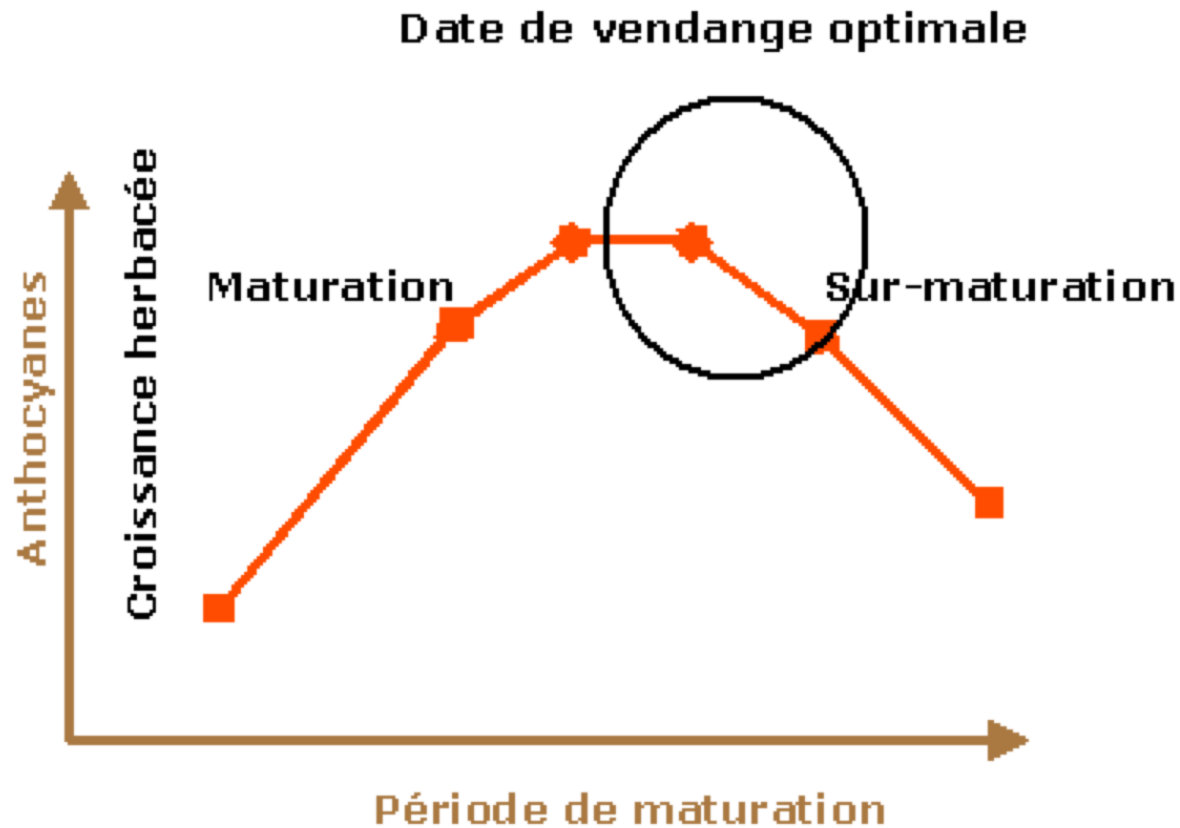 Date de vendange optimale
Croissance herbacée
Maturation
Sur-maturation
Anthocyanes
Période de maturation